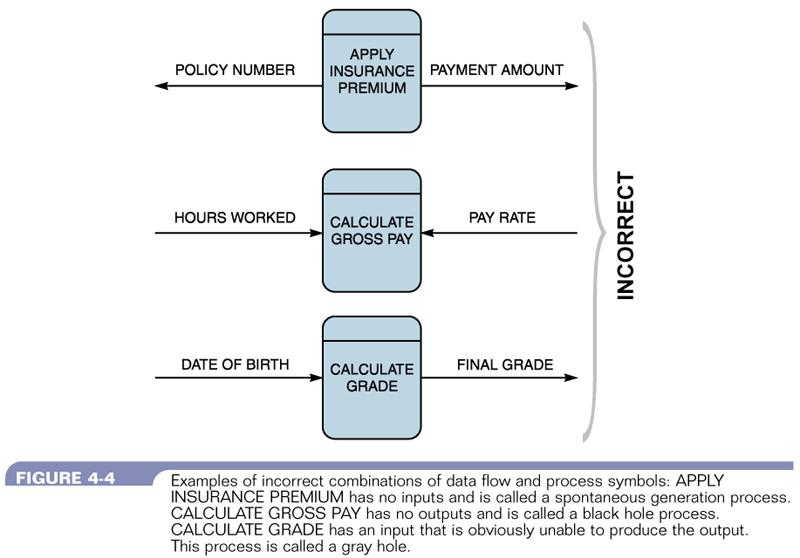 APPLY
INSURANCE
PREMIUM
POLICY NUMBER
PAYMENT AMOUNT
HOURS WORKED
CALCULATE
GROSS PAY
PAY RATE
DATE OF BIRTH
CALCULATE
GRADE
FINAL GRADE
INCORRECT
FIGURE 4-4
Examples of incorrect combinations of data flow and process symbols: APPLY
INSURANCE PREMIUM has no inputs and is called a spontaneous generation process.
CALCULATE GROSS PAY has no outputs and is called a black hole process.
CALCULATE GRADE has an input that is obviously unable to produce the output.
This process is called a gray hole.